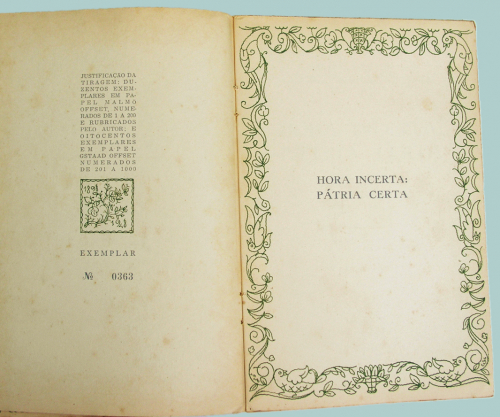 JUSTIFICAÇÃO DA
TIRAGEM: DU-
ZENTOS EXEM-
PLARES EM PA-
PEL MALMO
OFFSET, NUME-
RADOS DE 1 A 200
E RUBRICADOS
PELO AUTOR; E
OITOCENTOS
EXEMPLARES
EM PAPEL
GSTAAD OFFSET
NUMERADOS
DE 201 A 1000
1891
EXEMPLAR
№ 0363
HORA INCERTA:
PÁTRIA CERTA